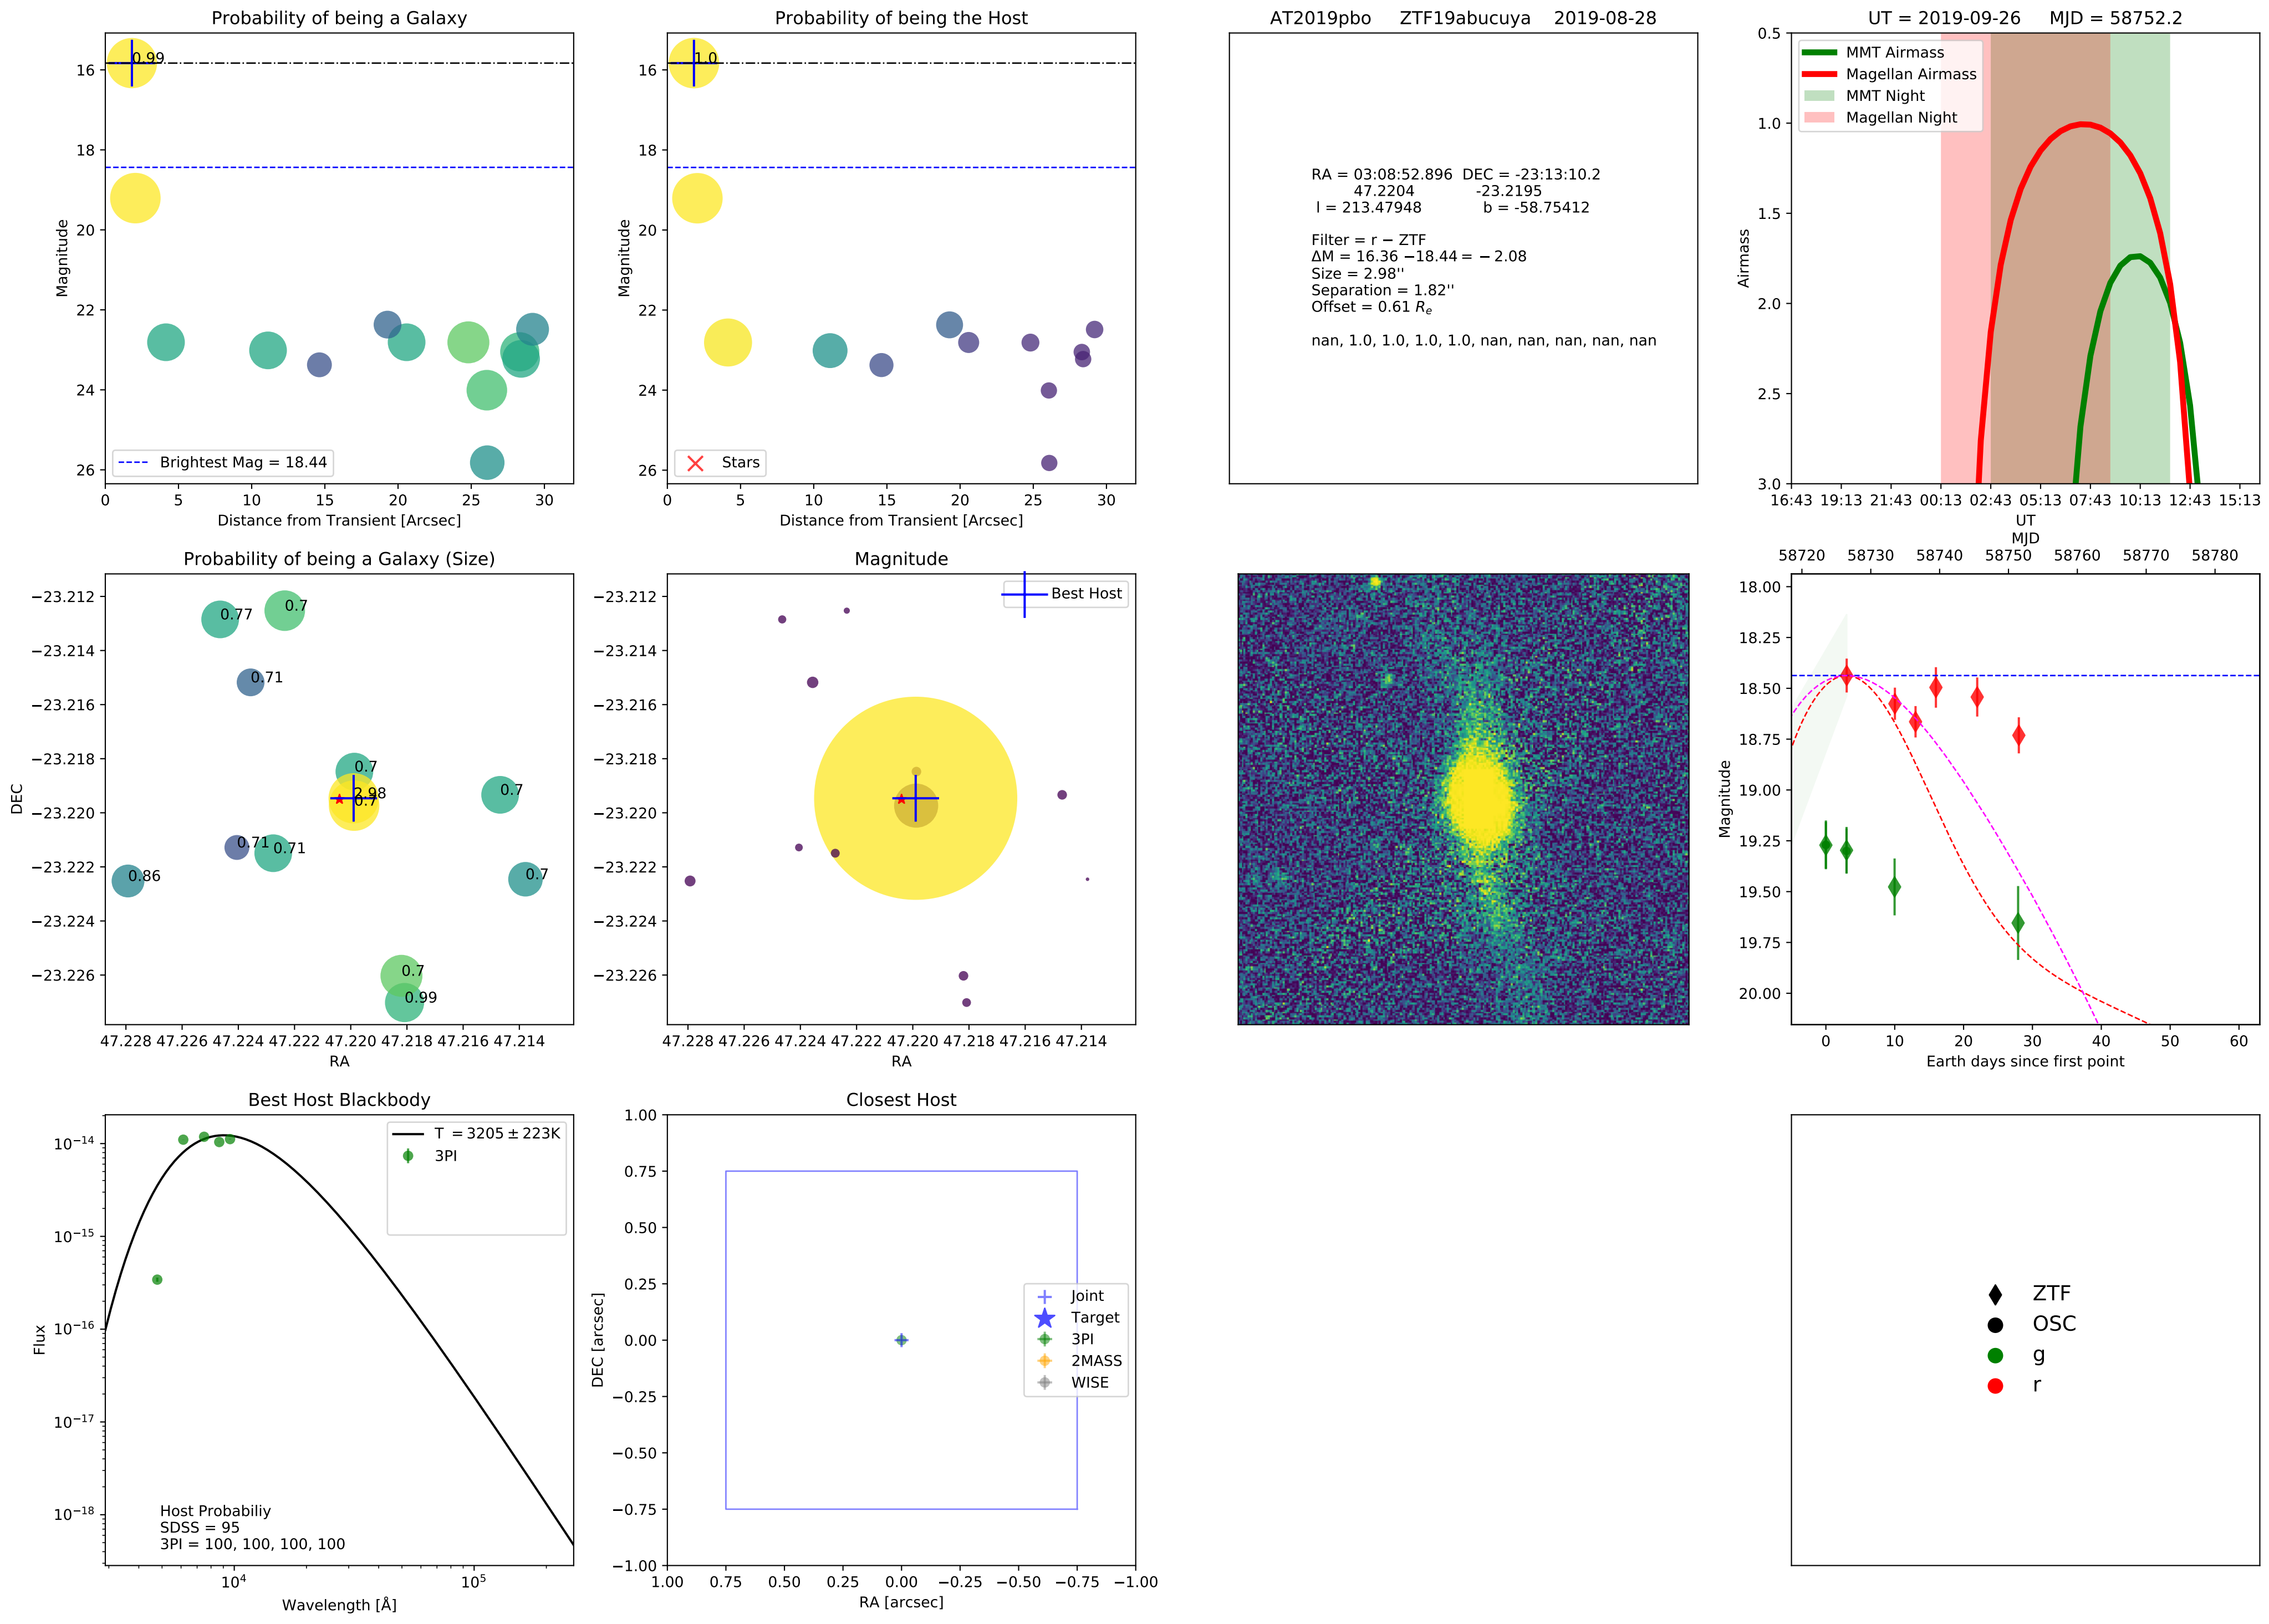 Probability of being a Galaxy
0.99
Magnitude
16
18
20
22
24
26
Brightest Mag = 18.44
0 5 10 15 20 25 30
Distance from Transient [Arcsec]
Probability of being the Host
1.0
Magnitude
16
18
20
22
24
26
Stars
0 5 10 15 20 25 30
Distance from Transient [Arcsec]
AT2019pbo ZTF19abucuya 2019-08-28
RA = 03:08:52.896 DEC = -23:13:10.2
47.2204 -23.2195
l = 213.47948 b = -58.75412
Filter = r − ZTF
ΔM = 16.36 −18.44 = − 2.08
Size = 2.98''
Separation = 1.82''
Offset = 0.61 Rₑ
nan, 1.0, 1.0, 1.0, 1.0, nan, nan, nan, nan, nan
UT = 2019-09-26 MJD = 58752.2
MMT Airmass
Magellan Airmass
MMT Night
Magellan Night
Airmass
0.5
1.0
1.5
2.0
2.5
3.0
16:43 19:13 21:43 00:13 02:43 05:13 07:43 10:13 12:43 15:13
UT
Probability of being a Galaxy (Size)
DEC
−23.212
−23.214
−23.216
−23.218
−23.220
−23.222
−23.224
−23.226
0.77
0.7
0.71
0.7
2.98
0.7
0.7
0.71
0.71
0.86
0.7
0.7
0.99
47.228 47.226 47.224 47.222 47.220 47.218 47.216 47.214
RA
Magnitude
Best Host
−23.212
−23.214
−23.216
−23.218
−23.220
−23.222
−23.224
−23.226
47.228 47.226 47.224 47.222 47.220 47.218 47.216 47.214
RA
MJD
58720 58730 58740 58750 58760 58770 58780
Magnitude
18.00
18.25
18.50
18.75
19.00
19.25
19.50
19.75
20.00
0 10 20 30 40 50 60
Earth days since first point
Best Host Blackbody
T = 3205 ± 223K
3PI
Flux
10⁻¹⁴
10⁻¹⁵
10⁻¹⁶
10⁻¹⁷
10⁻¹⁸
Host Probabiliy
SDSS = 95
3PI = 100, 100, 100, 100
10⁴ 10⁵
Wavelength [Å]
Closest Host
DEC [arcsec]
1.00
0.75
0.50
0.25
0.00
−0.25
−0.50
−0.75
−1.00
Joint
Target
3PI
2MASS
WISE
1.00 0.75 0.50 0.25 0.00 −0.25 −0.50 −0.75 −1.00
RA [arcsec]
ZTF
OSC
g
r